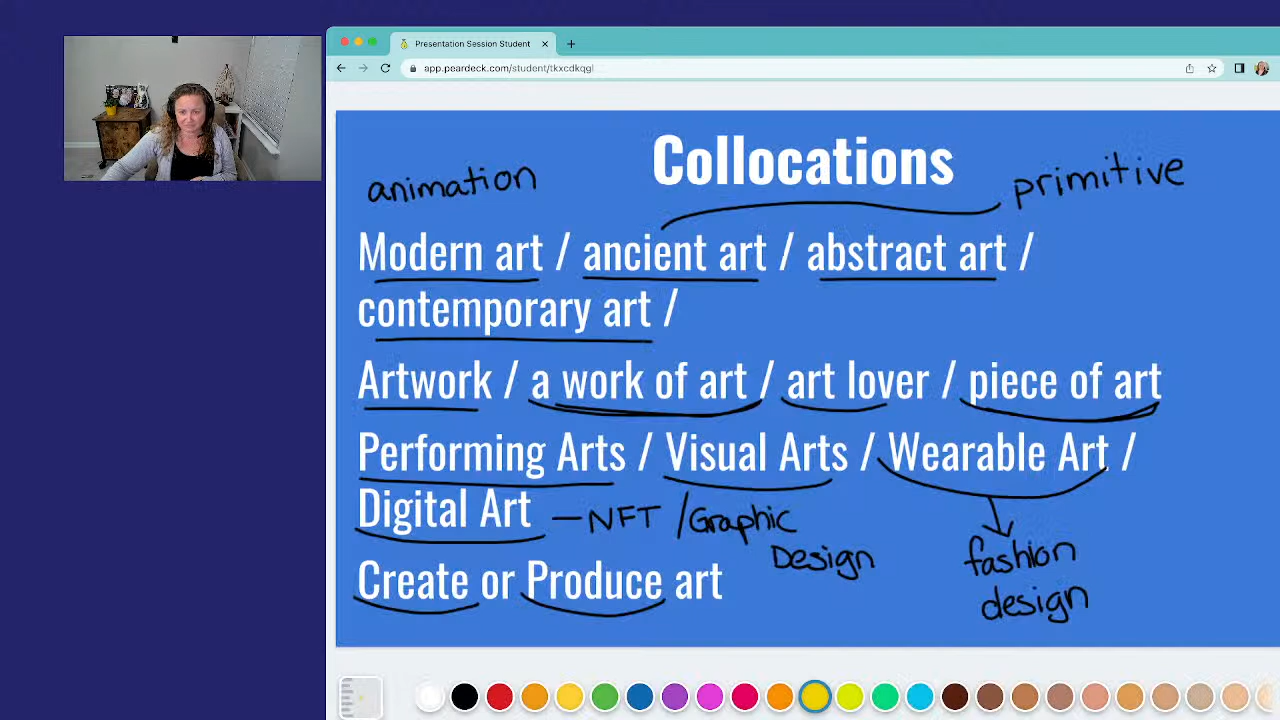 Presentation Session Student
app.peardeck.com/student/tkxcdkqgl
Collocations
animation
primitive
Modern art / ancient art / abstract art /
contemporary art /
Artwork / a work of art / art lover / piece of art
Performing Arts / Visual Arts / Wearable Art /
Digital Art – NFT / Graphic
Design
fashion
design
Create or Produce art